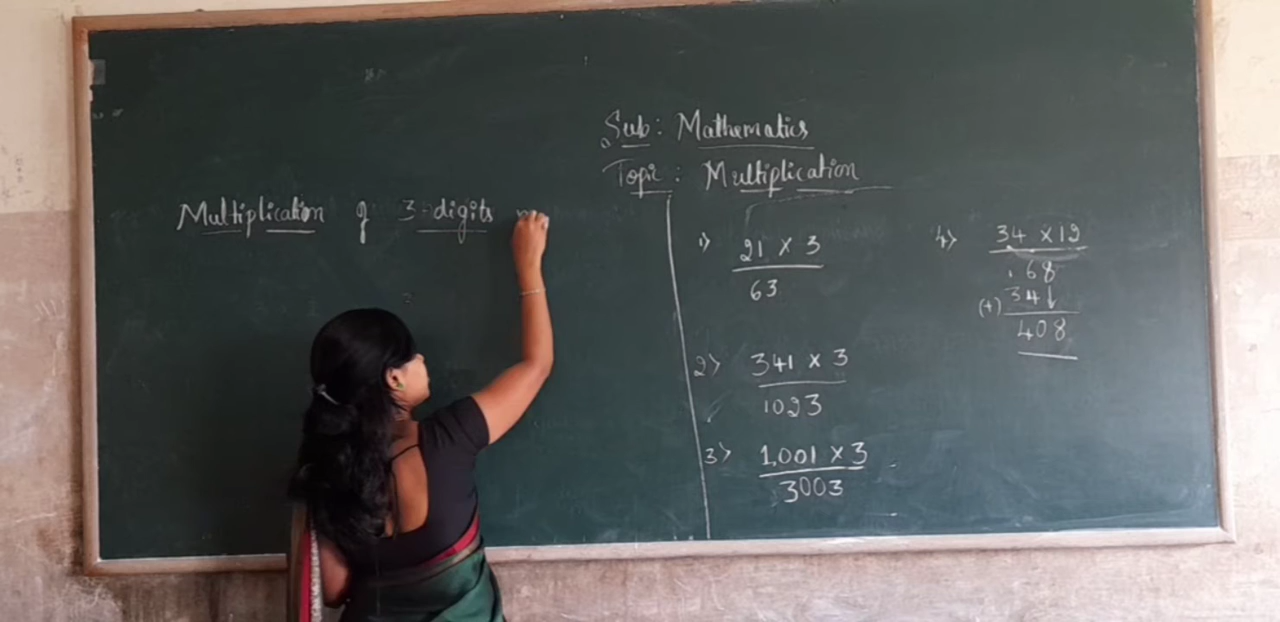 Sub: Mathematics
Topic: Multiplication
Multiplication of 3-digits
1) 21 × 3
63
2) 341 × 3
1023
3) 1,001 × 3
3003
4) 34 × 12
68
(+) 34↓
408